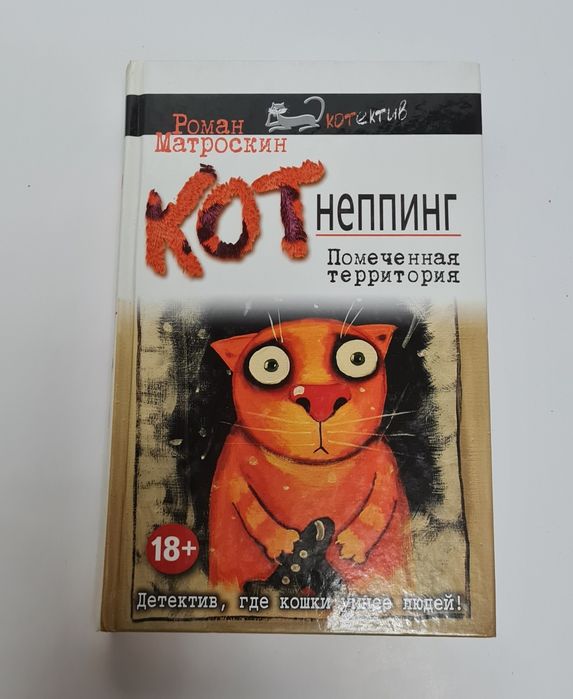 котектив
Роман
Матроскин
КОТнеппинг
Помеченная
территория
18+
Детектив, где кошки умнее людей!